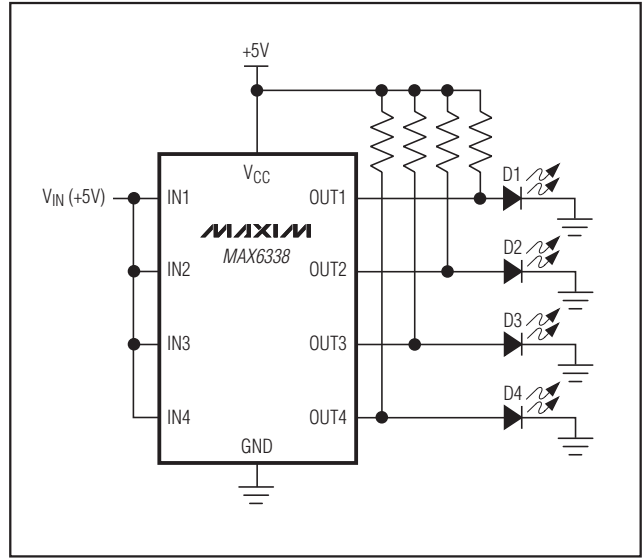 +5V
VCC
VIN (+5V)
IN1
OUT1
D1
MAXIM
MAX6338
IN2
OUT2
D2
IN3
OUT3
D3
IN4
OUT4
D4
GND